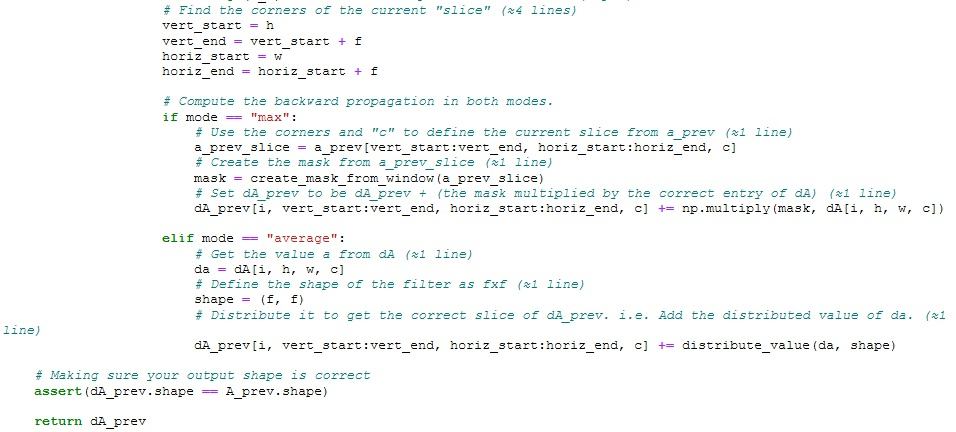 # Find the corners of the current "slice" (≈4 lines)
vert_start = h
vert_end = vert_start + f
horiz_start = w
horiz_end = horiz_start + f
# Compute the backward propagation in both modes.
if mode == "max":
# Use the corners and "c" to define the current slice from a_prev (≈1 line)
a_prev_slice = a_prev[vert_start:vert_end, horiz_start:horiz_end, c]
# Create the mask from a_prev_slice (≈1 line)
mask = create_mask_from_window(a_prev_slice)
# Set dA_prev to be dA_prev + (the mask multiplied by the correct entry of dA) (≈1 line)
dA_prev[i, vert_start:vert_end, horiz_start:horiz_end, c] += np.multiply(mask, dA[i, h, w, c])
elif mode == "average":
# Get the value a from dA (≈1 line)
da = dA[i, h, w, c]
# Define the shape of the filter as fxf (≈1 line)
shape = (f, f)
# Distribute it to get the correct slice of dA_prev. i.e. Add the distributed value of da. (≈1
line)
dA_prev[i, vert_start:vert_end, horiz_start:horiz_end, c] += distribute_value(da, shape)
# Making sure your output shape is correct
assert(dA_prev.shape == A_prev.shape)
return dA_prev